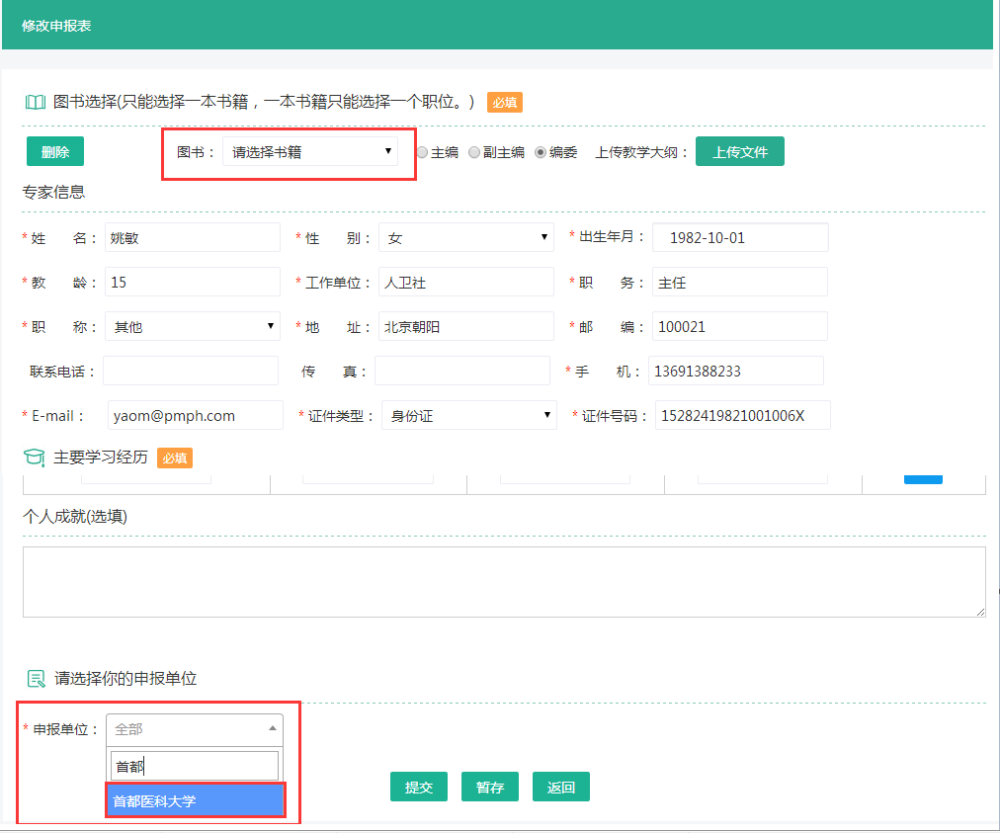 修改申报表
图书选择(只能选择一本书籍，一本书籍只能选择一个职位。) 必填
删除 图书： 请选择书籍 主编 副主编 编委 上传教学大纲： 上传文件
专家信息
* 姓 名： 姚敏 * 性 别： 女 * 出生年月： 1982-10-01
* 教 龄： 15 * 工作单位： 人卫社 * 职 务： 主任
* 职 称： 其他 * 地 址： 北京朝阳 * 邮 编： 100021
联系电话： 传 真： * 手 机： 13691388233
* E-mail： yaom@pmph.com * 证件类型： 身份证 * 证件号码： 15282419821001006X
主要学习经历 必填
个人成就(选填)
请选择你的申报单位
* 申报单位： 全部
首都
首都医科大学
提交 暂存 返回